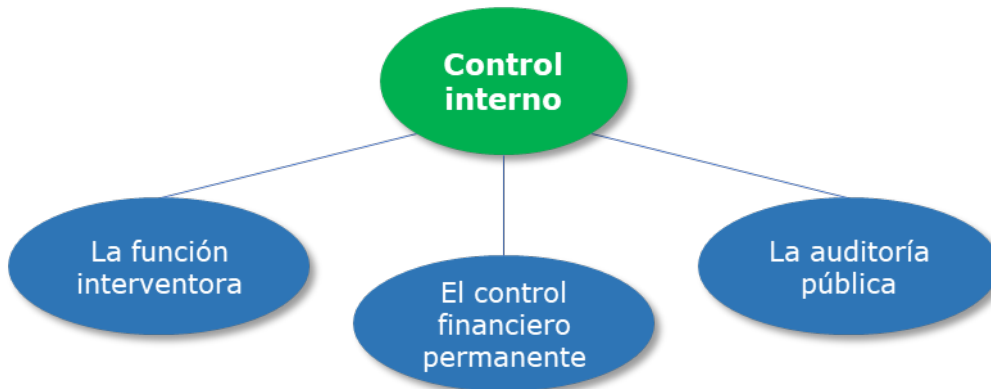 Control
interno
La función
interventora
El control
financiero
permanente
La auditoría
pública